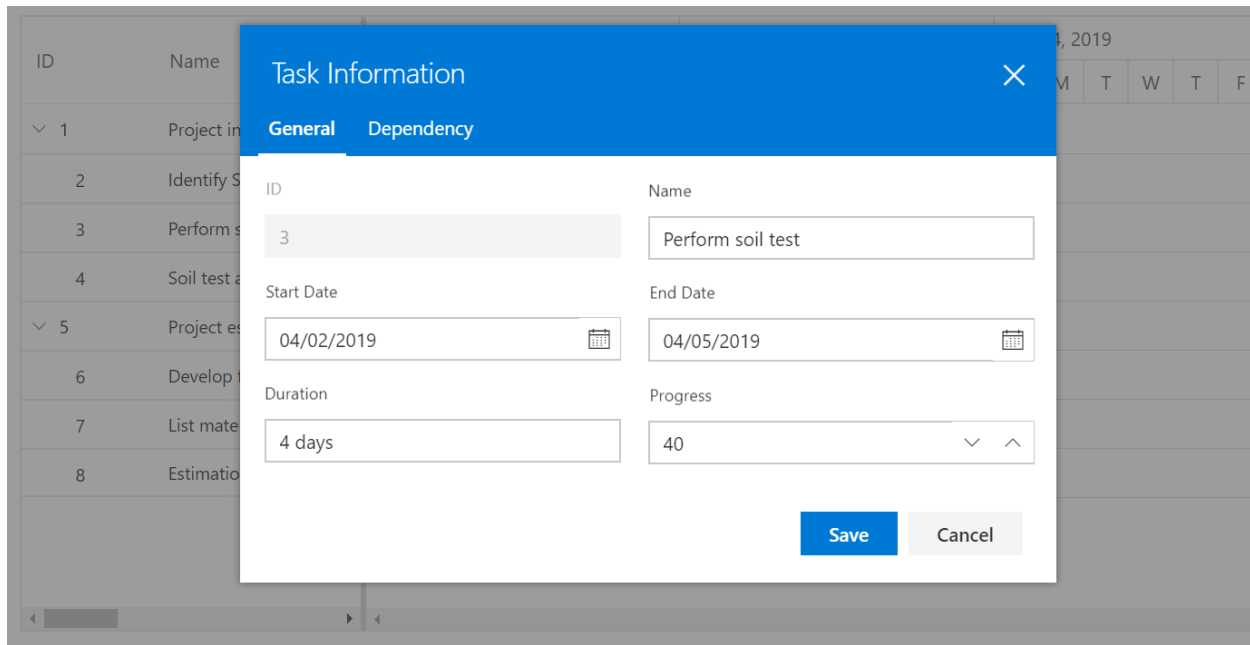 4, 2019
ID
Name
M T W T F
1 Project in
2 Identify S
3 Perform s
4 Soil test a
5 Project es
6 Develop
7 List mate
8 Estimatio
Task Information
General Dependency
ID
Name
3
Perform soil test
Start Date
End Date
04/02/2019
04/05/2019
Duration
Progress
4 days
40
Save
Cancel